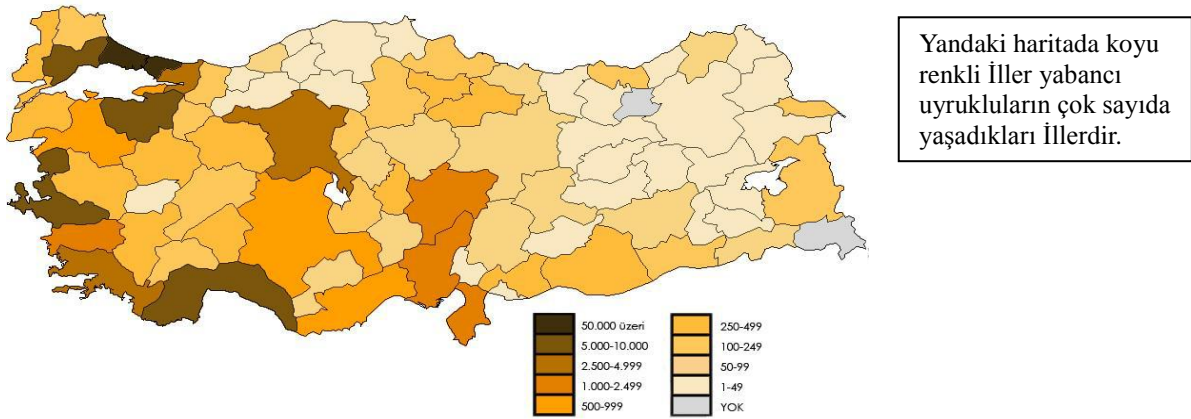 Yandaki haritada koyu
renkli İller yabancı
uyrukluların çok sayıda
yaşadıkları İllerdir.
50.000 üzeri
5.000-10.000
2.500-4.999
1.000-2.499
500-999
250-499
100-249
50-99
1-49
YOK